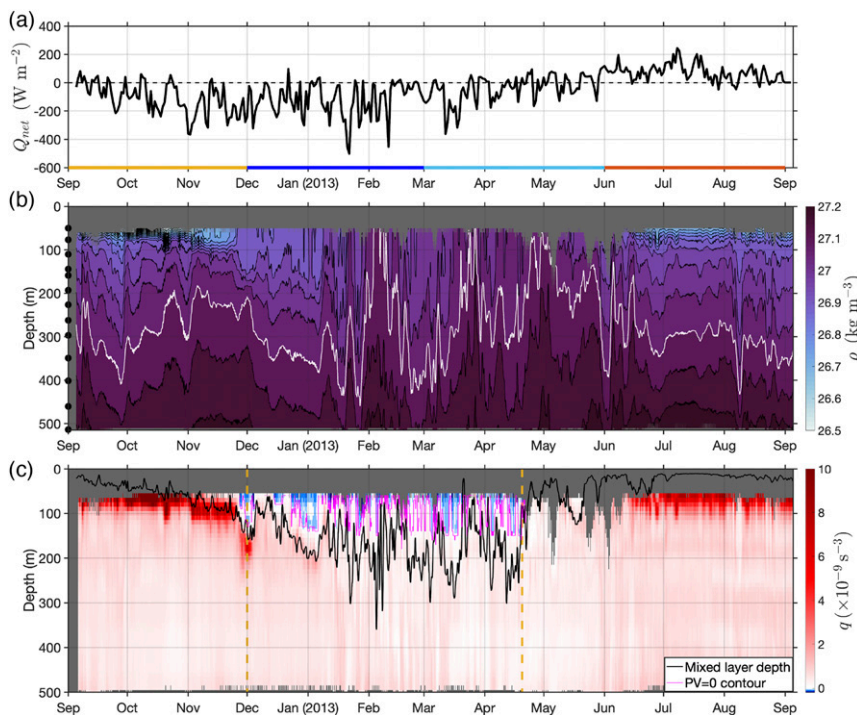 (a)
400
200
0
-200
-400
-600
Q_net (W m−2)
Sep Oct Nov Dec Jan (2013) Feb Mar Apr May Jun Jul Aug Sep
(b)
0
100
200
300
400
500
Depth (m)
Sep Oct Nov Dec Jan (2013) Feb Mar Apr May Jun Jul Aug Sep
27.2
27.1
27
26.9
26.8
26.7
26.6
26.5
ρ (kg m−3)
(c)
0
100
200
300
400
500
Depth (m)
Mixed layer depth
PV=0 contour
Sep Oct Nov Dec Jan (2013) Feb Mar Apr May Jun Jul Aug Sep
10
8
6
4
2
0
q (×10−9 s−3)